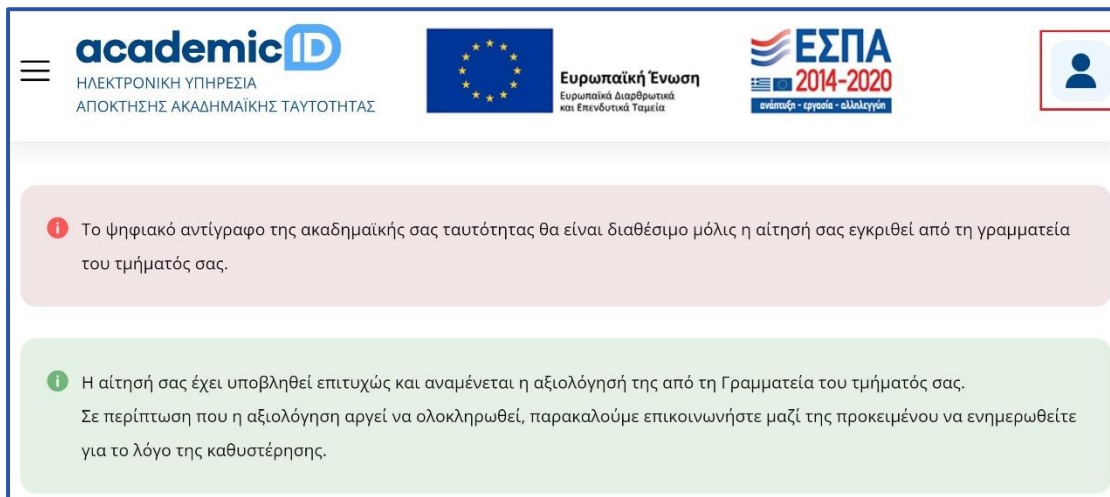 academicID
ΗΛΕΚΤΡΟΝΙΚΗ ΥΠΗΡΕΣΙΑ
ΑΠΟΚΤΗΣΗΣ ΑΚΑΔΗΜΑΪΚΗΣ ΤΑΥΤΟΤΗΤΑΣ
Ευρωπαϊκή Ένωση
Ευρωπαϊκά Διαρθρωτικά
και Επενδυτικά Ταμεία
ΕΣΠΑ
2014-2020
ανάπτυξη - εργασία - αλληλεγγύη
Το ψηφιακό αντίγραφο της ακαδημαϊκής σας ταυτότητας θα είναι διαθέσιμο μόλις η αίτησή σας εγκριθεί από τη γραμματεία
του τμήματός σας.
Η αίτησή σας έχει υποβληθεί επιτυχώς και αναμένεται η αξιολόγησή της από τη Γραμματεία του τμήματός σας.
Σε περίπτωση που η αξιολόγηση αργεί να ολοκληρωθεί, παρακαλούμε επικοινωνήστε μαζί της προκειμένου να ενημερωθείτε
για το λόγο της καθυστέρησης.